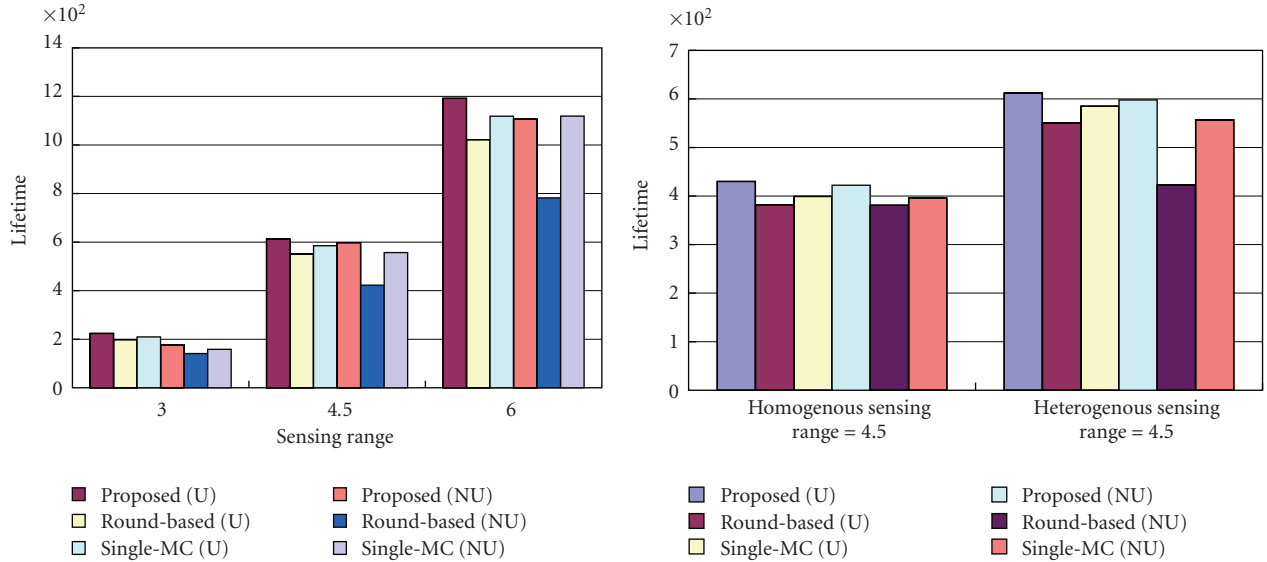 ×10²
14
12
10
8
6
4
2
0
Lifetime
3
4.5
6
Sensing range
Proposed (U)
Round-based (U)
Single-MC (U)
Proposed (NU)
Round-based (NU)
Single-MC (NU)
×10²
7
6
5
4
3
2
1
0
Lifetime
Homogenous sensing
range = 4.5
Heterogenous sensing
range = 4.5
Proposed (U)
Round-based (U)
Single-MC (U)
Proposed (NU)
Round-based (NU)
Single-MC (NU)